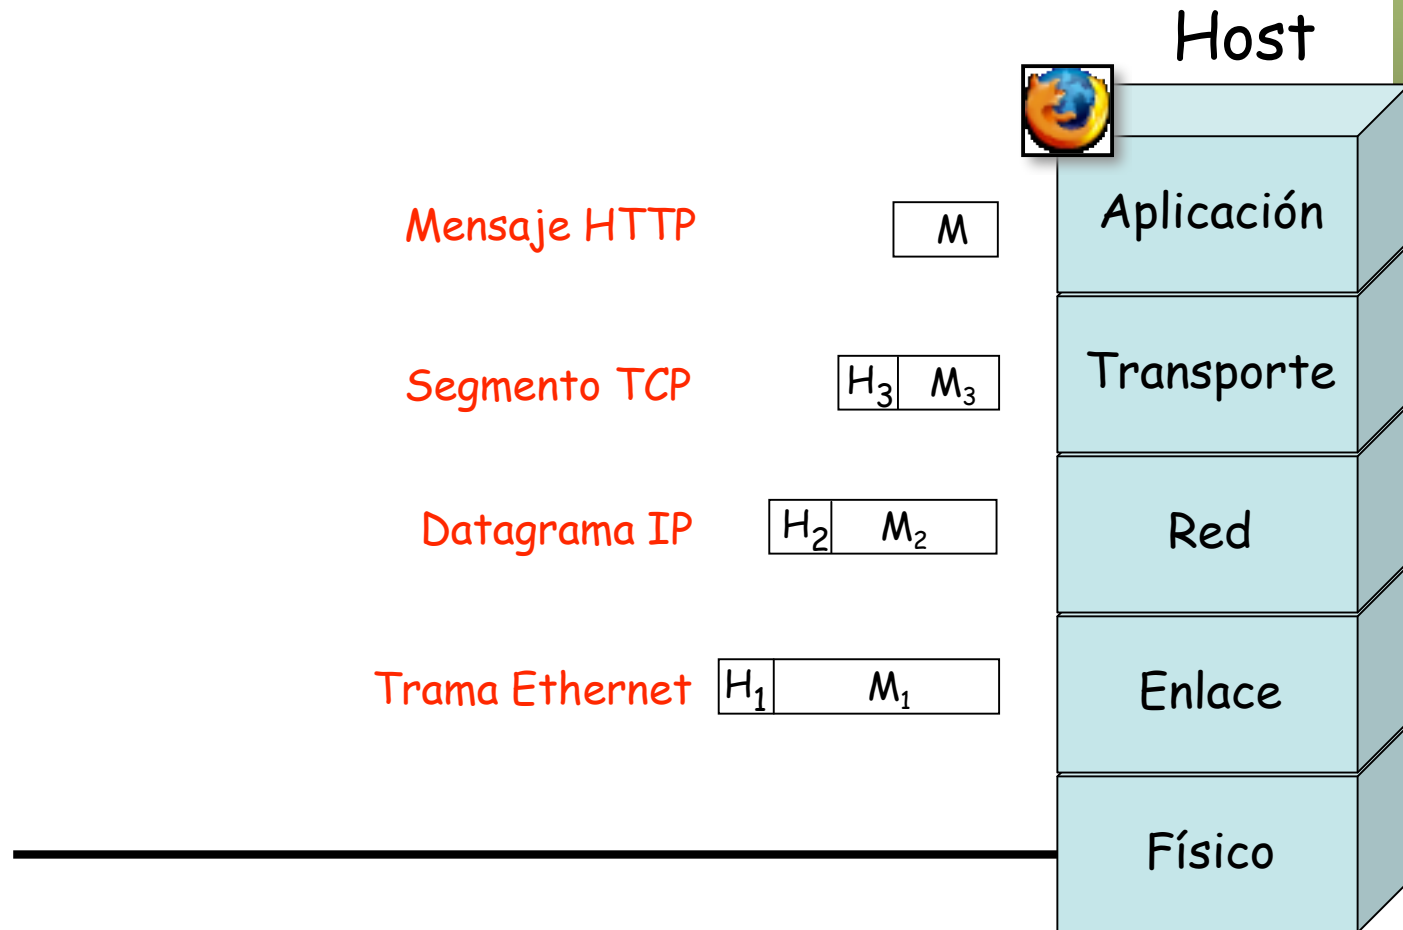 Host
Mensaje HTTP M Aplicación
Segmento TCP H3 M3 Transporte
Datagrama IP H2 M2 Red
Trama Ethernet H1 M1 Enlace
Físico